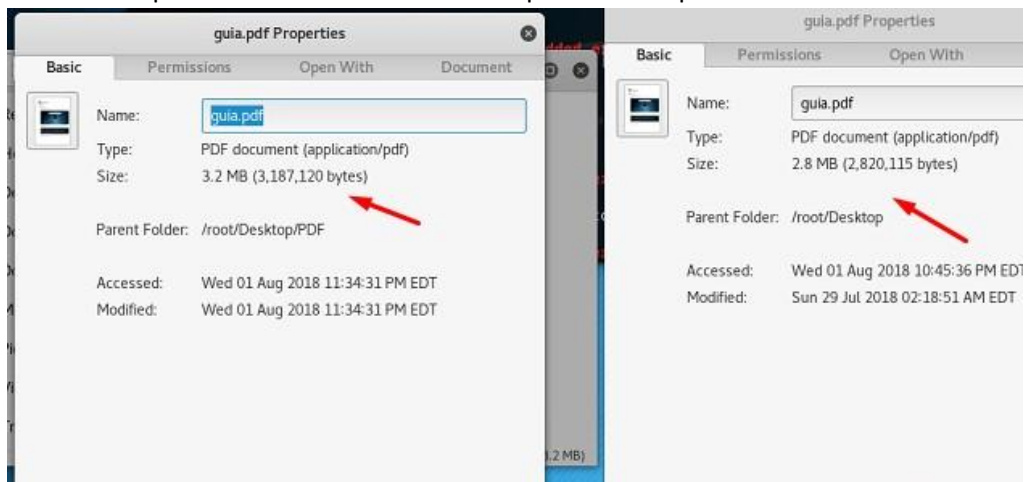 guia.pdf Properties
Basic Permissions Open With Document
Name: guia.pdf
Type: PDF document (application/pdf)
Size: 3.2 MB (3,187,120 bytes)
Parent Folder: /root/Desktop/PDF
Accessed: Wed 01 Aug 2018 11:34:31 PM EDT
Modified: Wed 01 Aug 2018 11:34:31 PM EDT
.2 MB)
guia.pdf Properties
Basic Permissions Open With
Name: guia.pdf
Type: PDF document (application/pdf)
Size: 2.8 MB (2,820,115 bytes)
Parent Folder: /root/Desktop
Accessed: Wed 01 Aug 2018 10:45:36 PM EDT
Modified: Sun 29 Jul 2018 02:18:51 AM EDT